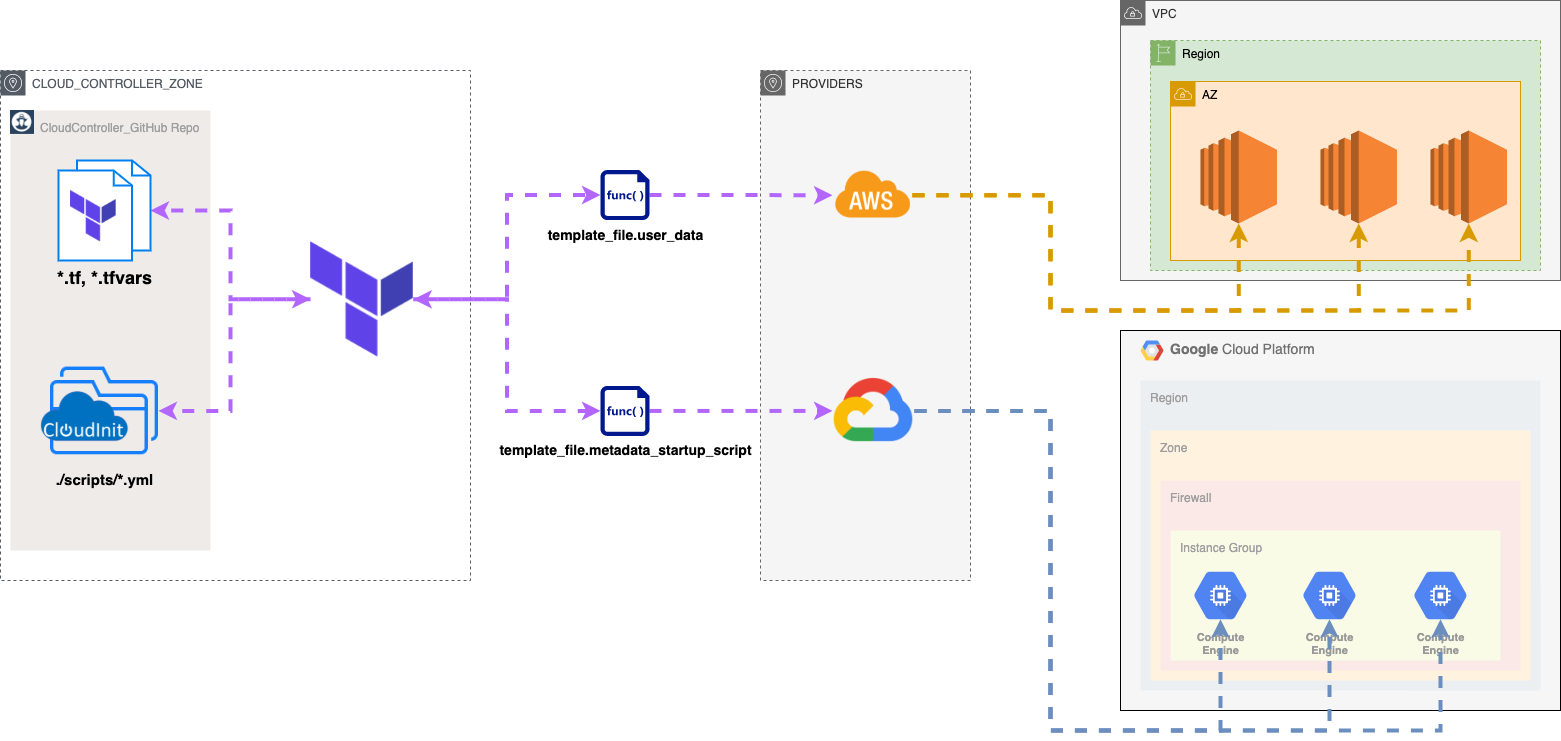 CLOUD_CONTROLLER_ZONE
CloudController_GitHub Repo
*.tf, *.tfvars
CloudInit
./scripts/*.yml
func( )
template_file.user_data
func( )
template_file.metadata_startup_script
PROVIDERS
AWS
VPC
Region
AZ
Google Cloud Platform
Region
Zone
Firewall
Instance Group
Compute
Engine
Compute
Engine
Compute
Engine